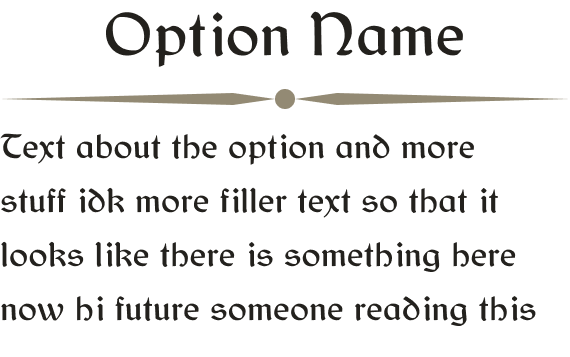 Option Name
Text about the option and more
stuff idk more filler text so that it
looks like there is something here
now hi future someone reading this